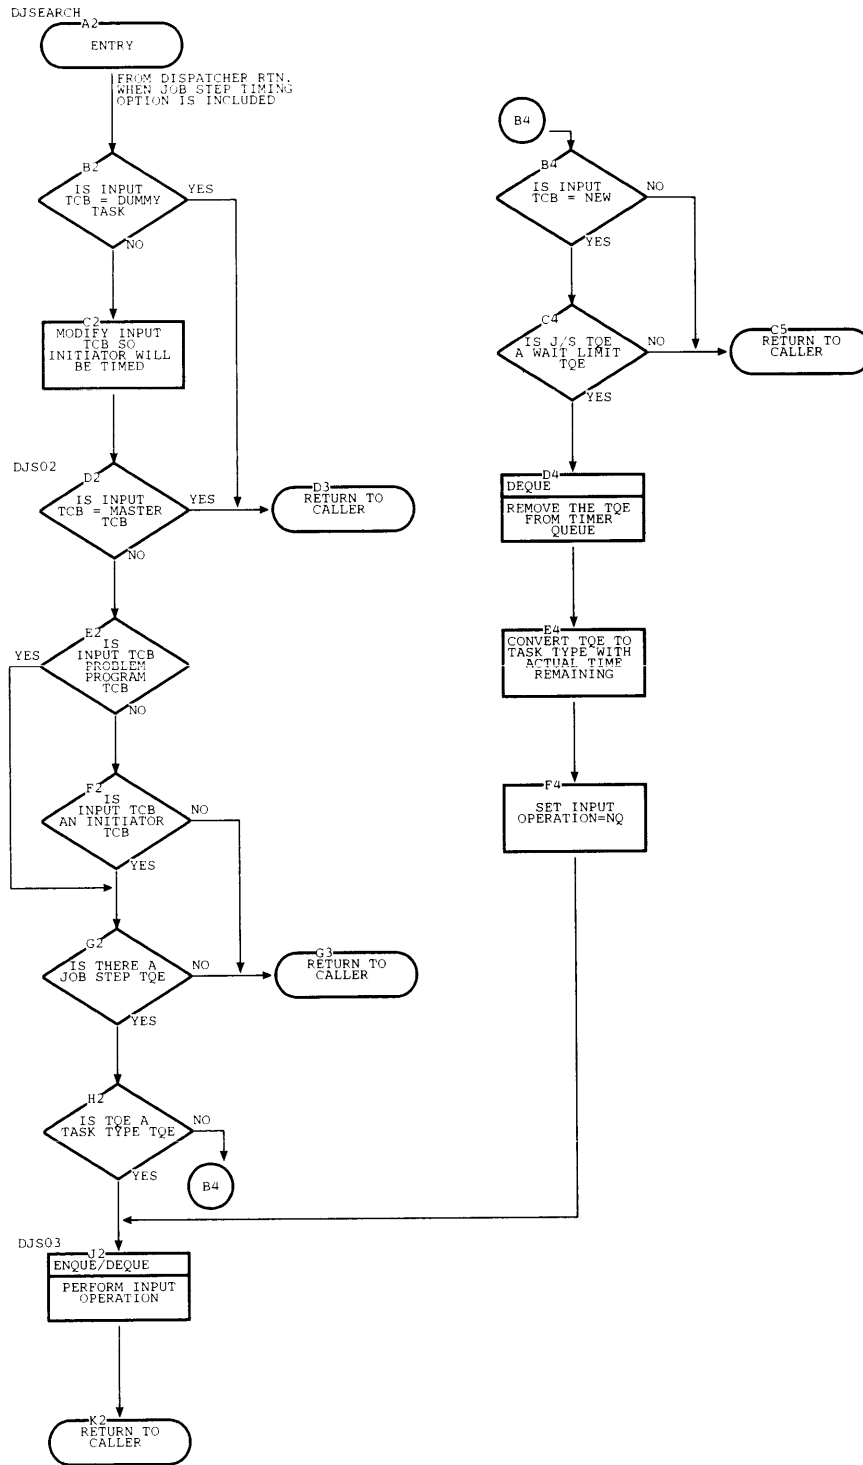 DJSEARCH
A2
ENTRY
FROM DISPATCHER RTN.
WHEN JOB STEP TIMING
OPTION IS INCLUDED
B2
IS INPUT
TCB = DUMMY
TASK
YES
NO
C2
MODIFY INPUT
TCB SO
INITIATOR WILL
BE TIMED
DJS02
D2
IS INPUT
TCB = MASTER
TCB
YES
NO
D3
RETURN TO
CALLER
E2
IS
INPUT TCB
PROBLEM
PROGRAM
TCB
YES
NO
F2
IS
INPUT TCB
AN INITIATOR
TCB
NO
YES
G2
IS THERE A
JOB STEP TQE
NO
YES
G3
RETURN TO
CALLER
H2
IS TQE A
TASK TYPE TQE
NO
YES
B4
DJS03
J2
ENQUE/DEQUE
PERFORM INPUT
OPERATION
K2
RETURN TO
CALLER
B4
B4
IS INPUT
TCB = NEW
NO
YES
C4
IS J/S TQE
A WAIT LIMIT
TQE
NO
YES
C5
RETURN TO
CALLER
D4
DEQUE
REMOVE THE TQE
FROM TIMER
QUEUE
E4
CONVERT TQE TO
TASK TYPE WITH
ACTUAL TIME
REMAINING
F4
SET INPUT
OPERATION=NQ